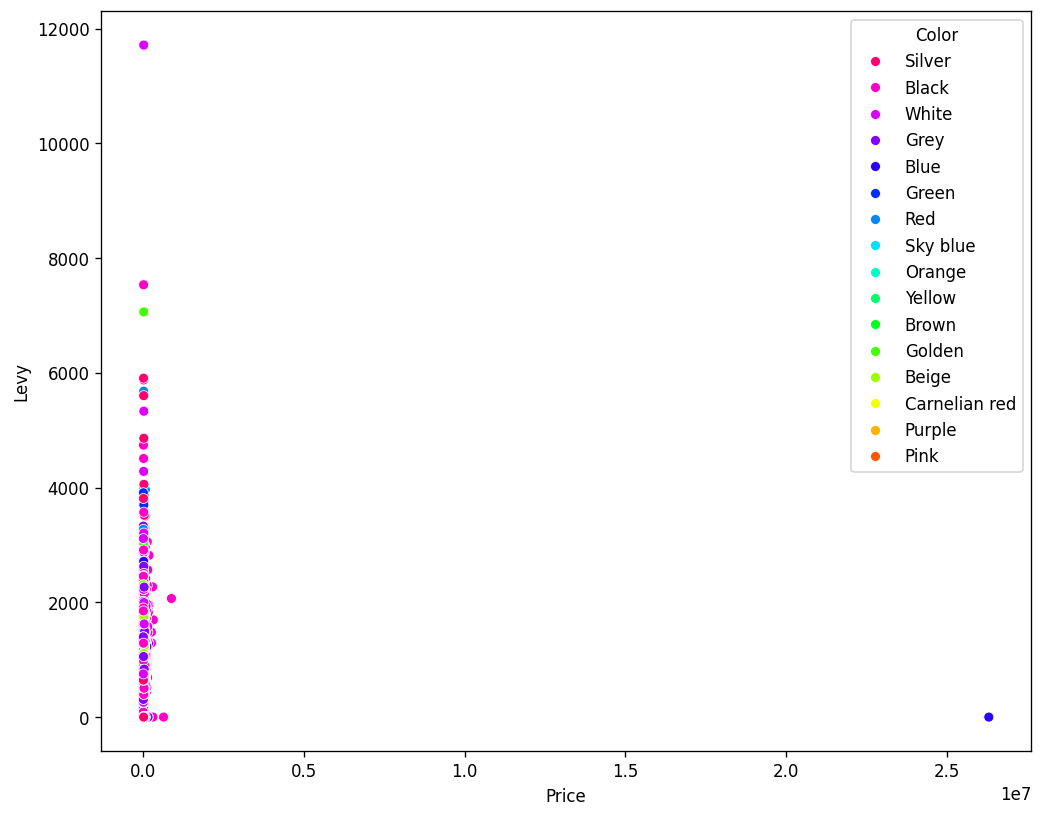 12000
10000
8000
6000
4000
2000
0
Levy
0.0
0.5
1.0
1.5
2.0
2.5
1e7
Price
Color
Silver
Black
White
Grey
Blue
Green
Red
Sky blue
Orange
Yellow
Brown
Golden
Beige
Carnelian red
Purple
Pink